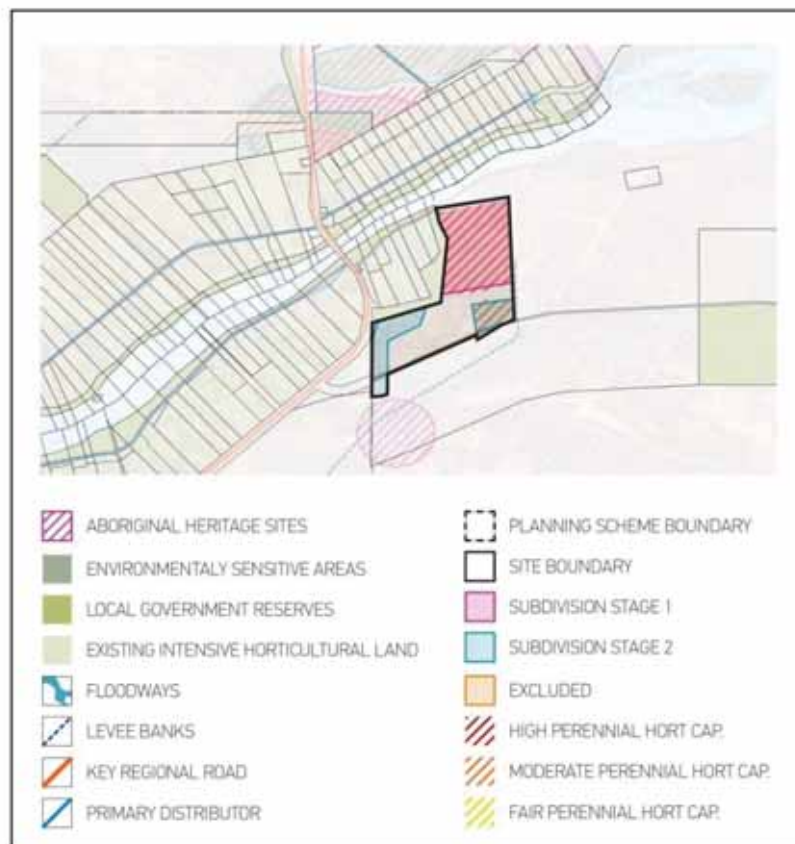 ABORIGINAL HERITAGE SITES
ENVIRONMENTALY SENSITIVE AREAS
LOCAL GOVERNMENT RESERVES
EXISTING INTENSIVE HORTICULTURAL LAND
FLOODWAYS
LEVEE BANKS
KEY REGIONAL ROAD
PRIMARY DISTRIBUTOR
PLANNING SCHEME BOUNDARY
SITE BOUNDARY
SUBDIVISION STAGE 1
SUBDIVISION STAGE 2
EXCLUDED
HIGH PERENNIAL HORT CAP.
MODERATE PERENNIAL HORT CAP.
FAIR PERENNIAL HORT CAP.